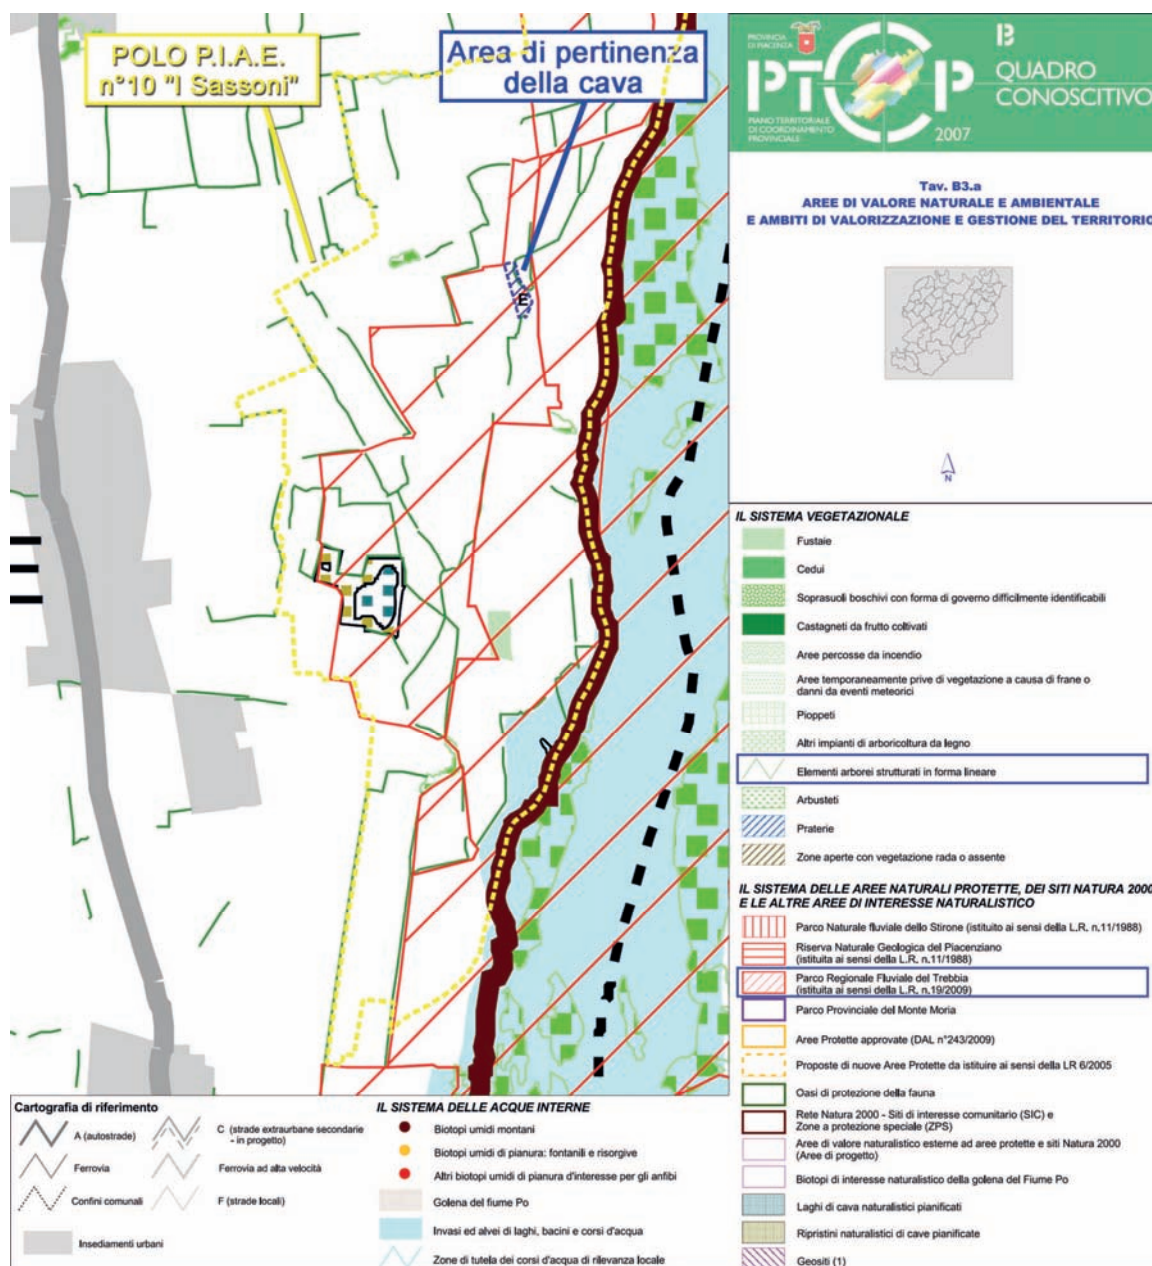 POLO P.I.A.E.
n°10 "I Sassoni"
Area di pertinenza
della cava
E
PROVINCIA
DI PIACENZA
PTCP
PIANO TERRITORIALE
DI COORDINAMENTO
PROVINCIALE
2007
B
QUADRO
CONOSCITIVO
Tav. B3.a
AREE DI VALORE NATURALE E AMBIENTALE
E AMBITI DI VALORIZZAZIONE E GESTIONE DEL TERRITORIO
N
IL SISTEMA VEGETAZIONALE
Fustaie
Cedui
Soprasuoli boschivi con forma di governo difficilmente identificabili
Castagneti da frutto coltivati
Aree percosse da incendio
Aree temporaneamente prive di vegetazione a causa di frane o
danni da eventi meteorici
Pioppeti
Altri impianti di arboricoltura da legno
Elementi arborei strutturati in forma lineare
Arbusteti
Praterie
Zone aperte con vegetazione rada o assente
IL SISTEMA DELLE AREE NATURALI PROTETTE, DEI SITI NATURA 2000
E LE ALTRE AREE DI INTERESSE NATURALISTICO
Parco Naturale fluviale dello Stirone (istituito ai sensi della L.R. n.11/1988)
Riserva Naturale Geologica del Piacenziano
(istituita ai sensi della L.R. n.11/1988)
Parco Regionale Fluviale del Trebbia
(istituita ai sensi della L.R. n.19/2009)
Parco Provinciale del Monte Moria
Aree Protette approvate (DAL n°243/2009)
Proposte di nuove Aree Protette da istituire ai sensi della LR 6/2005
Oasi di protezione della fauna
Rete Natura 2000 - Siti di interesse comunitario (SIC) e
Zone a protezione speciale (ZPS)
Aree di valore naturalistico esterne ad aree protette e siti Natura 2000
(Aree di progetto)
Biotopi di interesse naturalistico della golena del Fiume Po
Laghi di cava naturalistici pianificati
Ripristini naturalistici di cave pianificate
Geositi (1)
Cartografia di riferimento
A (autostrade)
C (strade extraurbane secondarie
- in progetto)
Ferrovia
Ferrovia ad alta velocità
Confini comunali
F (strade locali)
Insediamenti urbani
IL SISTEMA DELLE ACQUE INTERNE
Biotopi umidi montani
Biotopi umidi di pianura: fontanili e risorgive
Altri biotopi umidi di pianura d'interesse per gli anfibi
Golena del fiume Po
Invasi ed alvei di laghi, bacini e corsi d'acqua
Zone di tutela dei corsi d'acqua di rilevanza locale